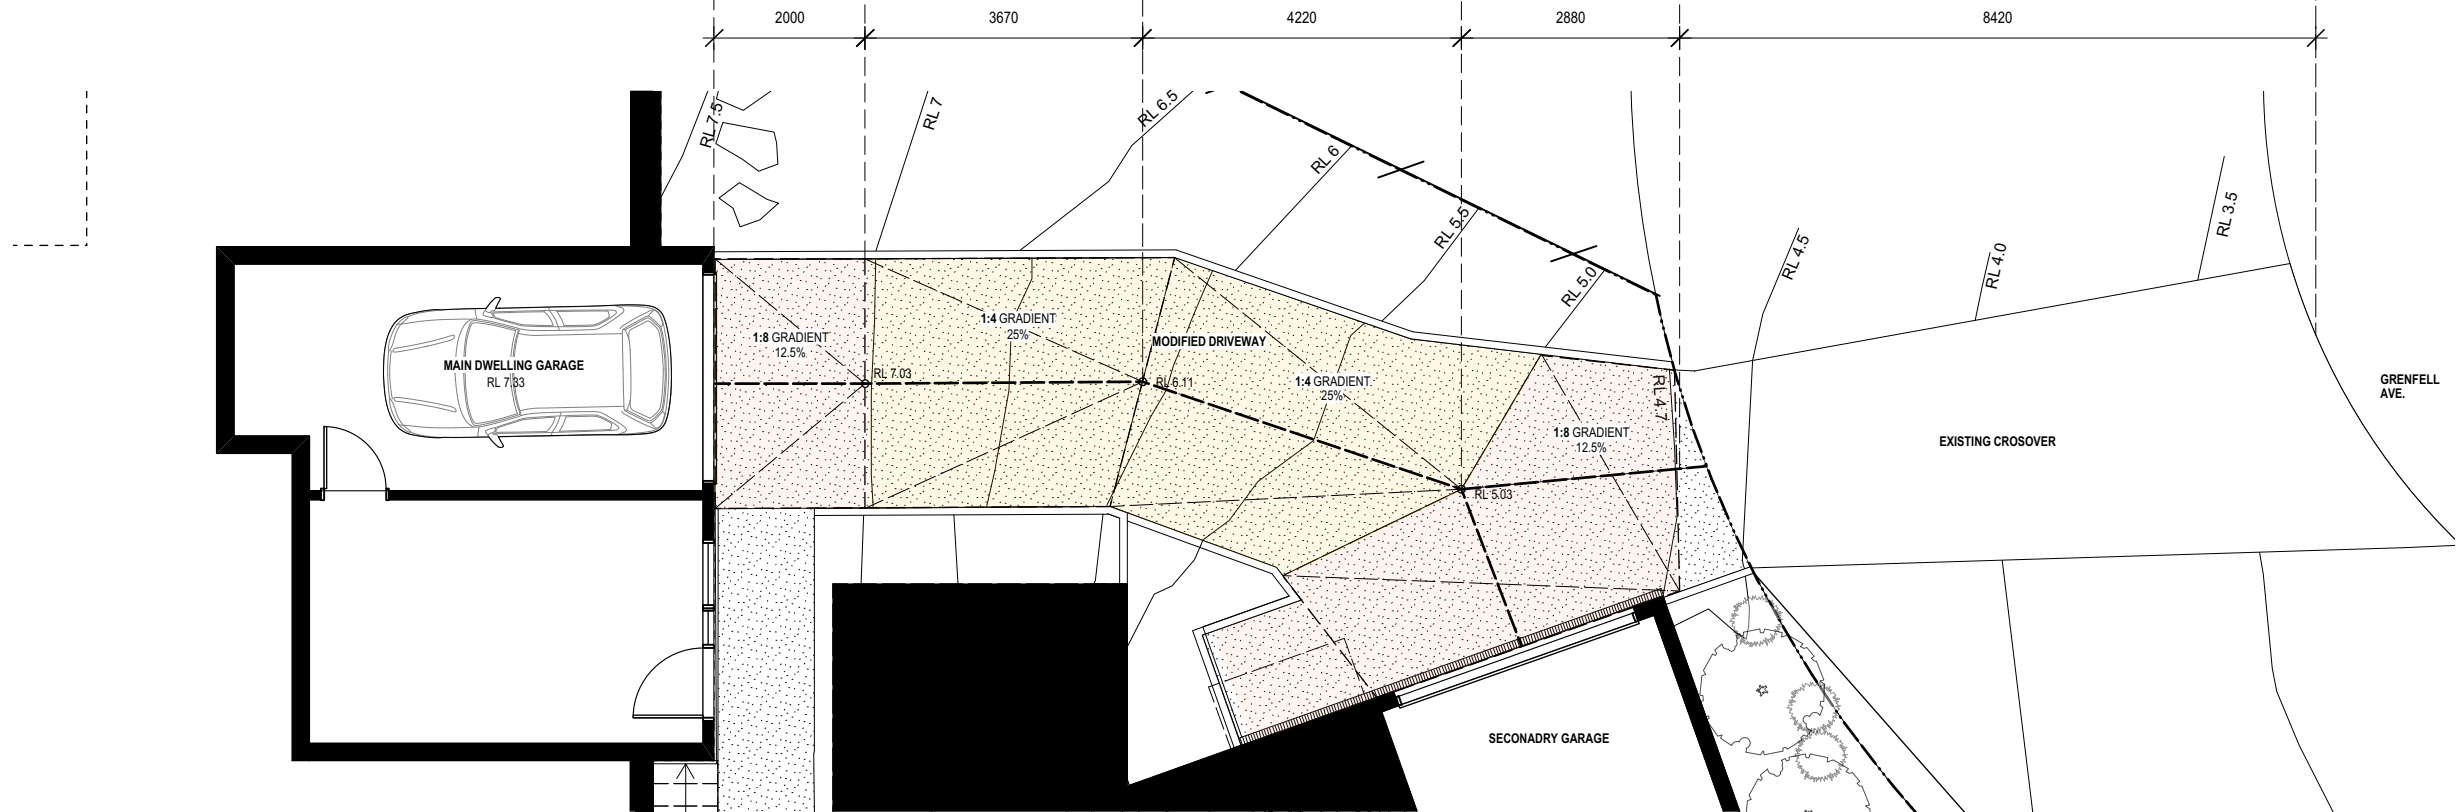 2000
3670
4220
2880
8420
RL 7.5
RL 7
RL 6.5
RL 6
RL 5.5
RL 5.0
RL 4.5
RL 4.0
RL 3.5
1:8 GRADIENT
12.5%
1:4 GRADIENT
25%
MODIFIED DRIVEWAY
MAIN DWELLING GARAGE
RL 7.33
RL 7.03
RL 6.11
1:4 GRADIENT
25%
RL 4.7
GRENFELL
AVE.
1:8 GRADIENT
12.5%
EXISTING CROSSOVER
RL 5.03
SECONADRY GARAGE